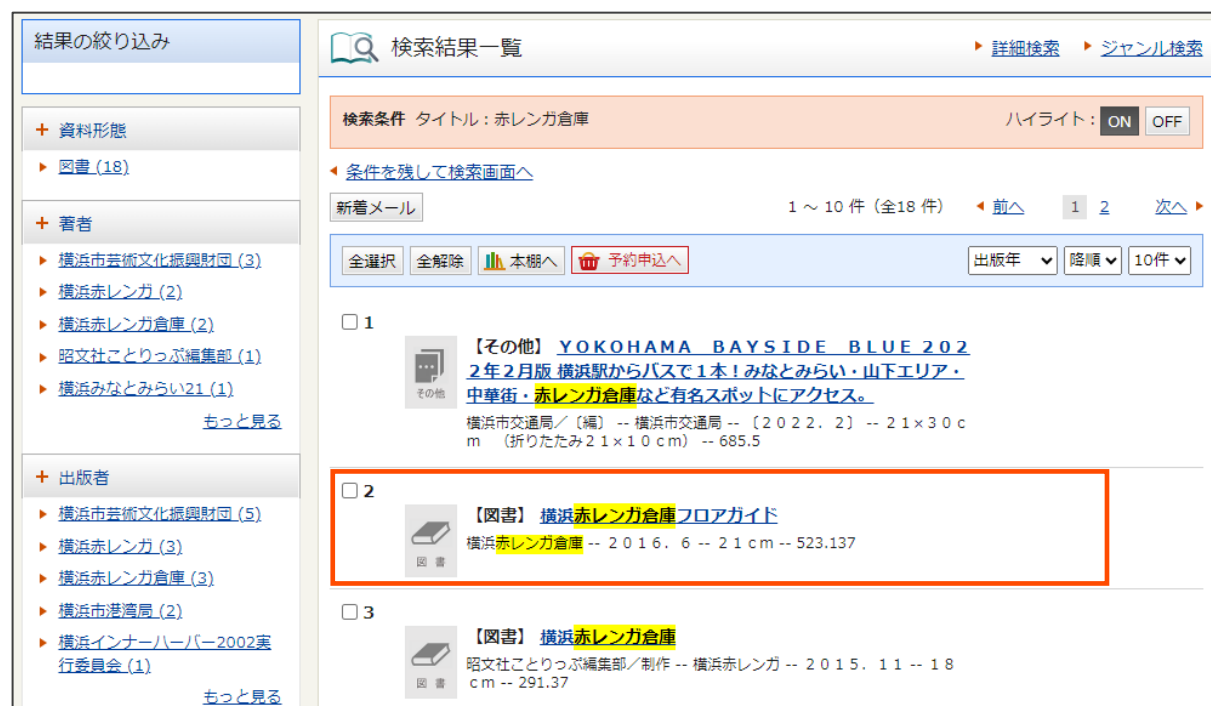 結果の絞り込み
+ 資料形態
図書 (18)
+ 著者
横浜市芸術文化振興財団 (3)
横浜赤レンガ (2)
横浜赤レンガ倉庫 (2)
昭文社ことりっぷ編集部 (1)
横浜みなとみらい21 (1)
もっと見る
+ 出版者
横浜市芸術文化振興財団 (5)
横浜赤レンガ (3)
横浜赤レンガ倉庫 (3)
横浜市港湾局 (2)
横浜インナーハーバー2002実
行委員会 (1)
もっと見る
検索結果一覧
詳細検索 ジャンル検索
検索条件 タイトル：赤レンガ倉庫 ハイライト： ON OFF
条件を残して検索画面へ
新着メール 1 ～ 10 件（全18 件） 前へ 1 2 次へ
全選択 全解除 本棚へ 予約申込へ 出版年 降順 10件
1
その他
【その他】 ＹＯＫＯＨＡＭＡ　ＢＡＹＳＩＤＥ　ＢＬＵＥ ２０２
２年２月版 横浜駅からバスで１本！みなとみらい・山下エリア・
中華街・赤レンガ倉庫など有名スポットにアクセス。
横浜市交通局／〔編〕 -- 横浜市交通局 -- 〔２０２２．２〕 -- ２１×３０ｃ
ｍ　（折りたたみ２１×１０ｃｍ） -- 685.5
2
図書
【図書】 横浜赤レンガ倉庫フロアガイド
横浜赤レンガ倉庫 -- ２０１６．６ -- ２１ｃｍ -- 523.137
3
図書
【図書】 横浜赤レンガ倉庫
昭文社ことりっぷ編集部／制作 -- 横浜赤レンガ -- ２０１５．１１ -- １８
ｃｍ -- 291.37